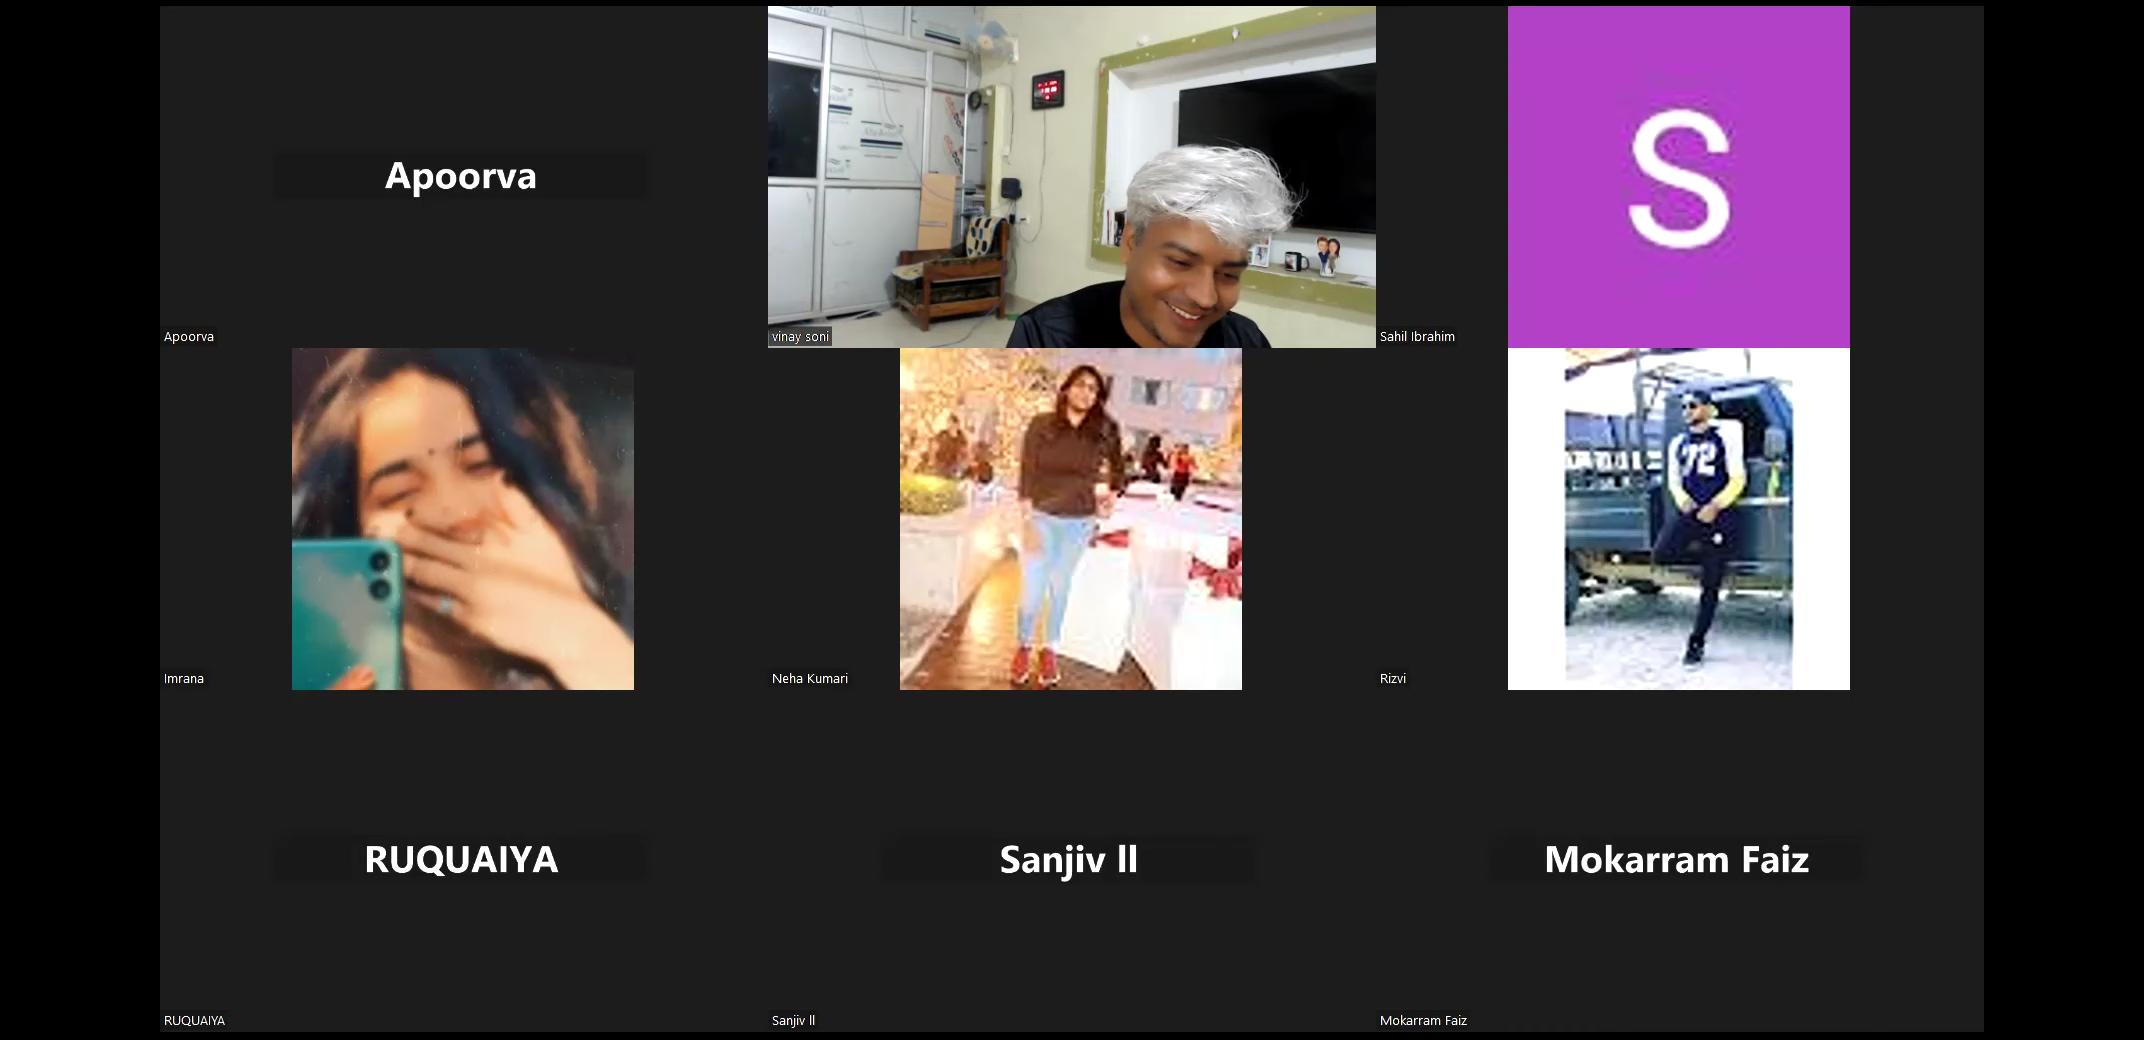 Apoorva
Apoorva
vinay soni
S
Sahil Ibrahim
Imrana
Neha Kumari
72
Rizvi
RUQUAIYA
RUQUAIYA
Sanjiv ll
Sanjiv ll
Mokarram Faiz
Mokarram Faiz